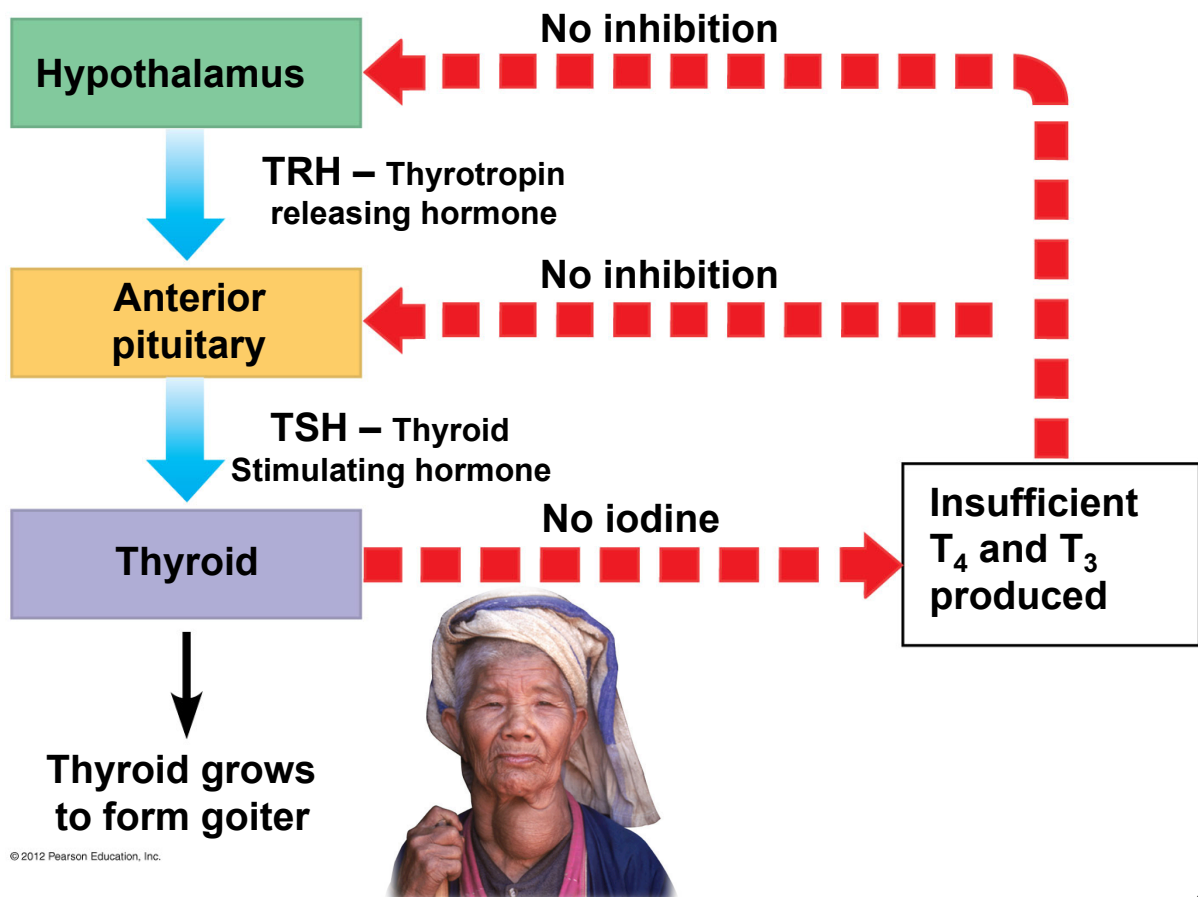 No inhibition
Hypothalamus
TRH – Thyrotropin
releasing hormone
No inhibition
Anterior
pituitary
TSH – Thyroid
Stimulating hormone
No iodine
Insufficient
T₄ and T₃
produced
Thyroid
Thyroid grows
to form goiter
© 2012 Pearson Education, Inc.